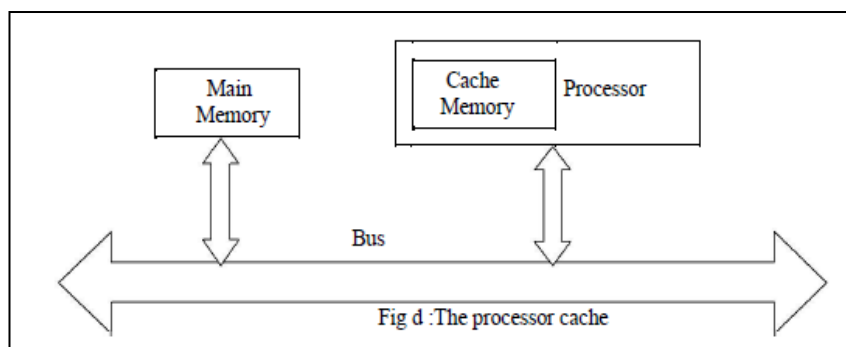 Main
Memory
Cache
Memory
Processor
Bus
Fig d :The processor cache